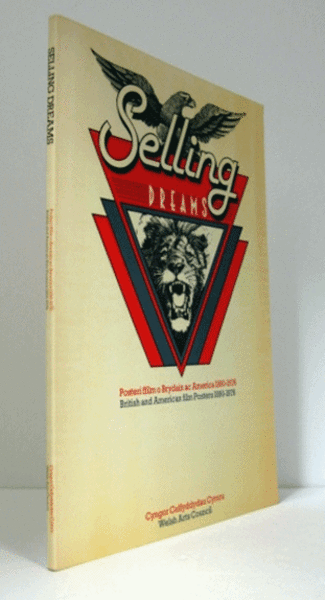 SELLING DREAMS
Selling
DREAMS
Posteri ffilm o Brydain ac America 1890-1976
British and American film Posters 1890-1976
Cyngor Celfyddydau Cymru
Welsh Arts Council